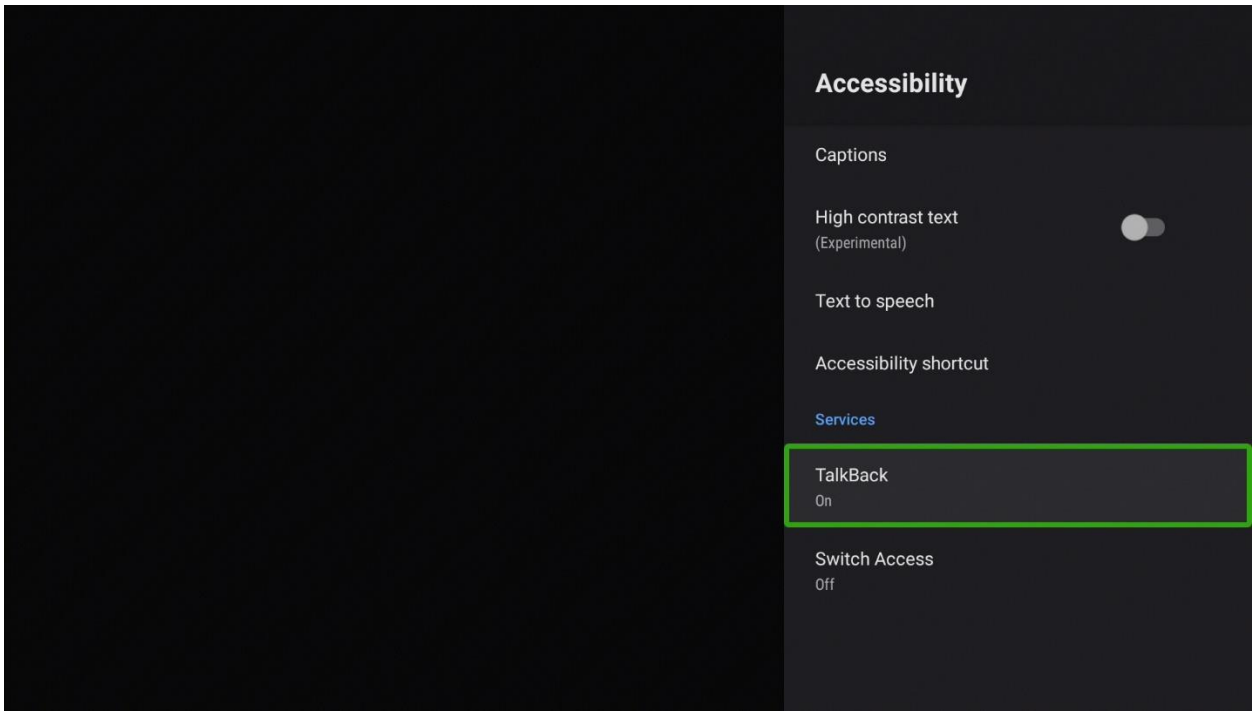 Accessibility
Captions
High contrast text
(Experimental)
Text to speech
Accessibility shortcut
Services
TalkBack
On
Switch Access
Off